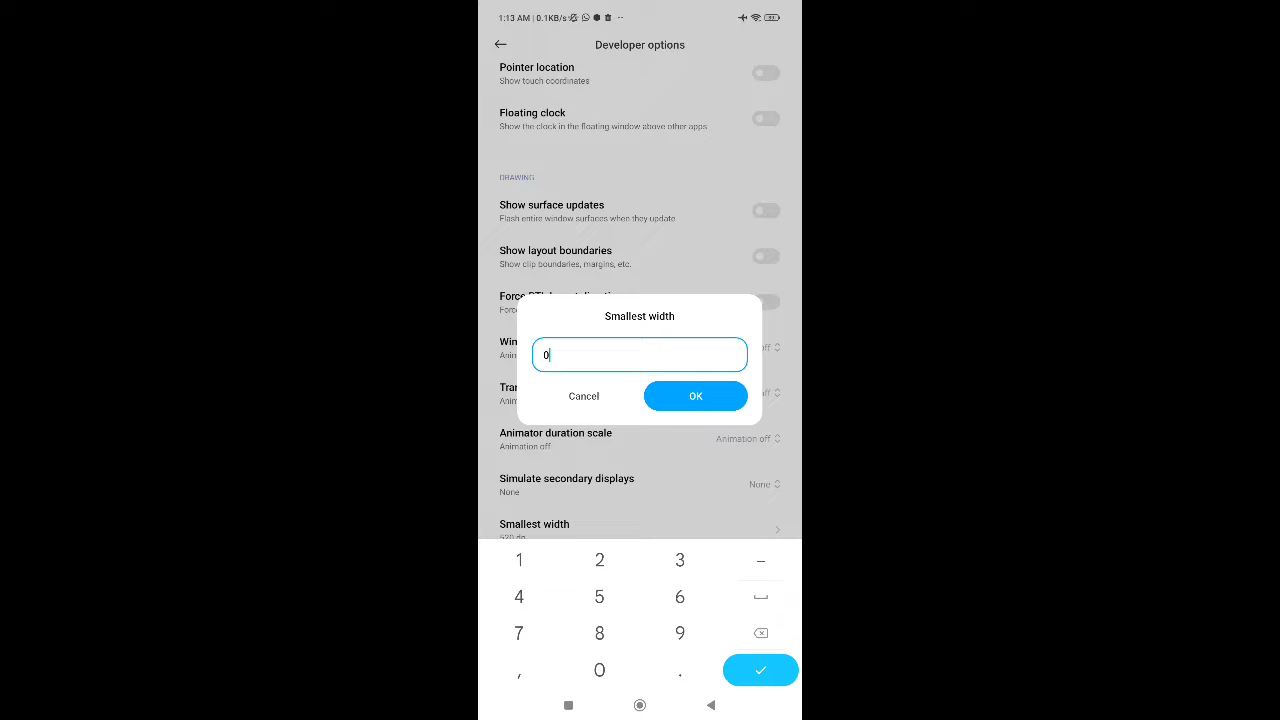 1:13 AM | 0.1KB/s
Developer options
Pointer location
Show touch coordinates
Floating clock
Show the clock in the floating window above other apps
DRAWING
Show surface updates
Flash entire window surfaces when they update
Show layout boundaries
Show clip boundaries, margins, etc.
Smallest width
0
Cancel
OK
Animator duration scale
Animation off
Animation off
Simulate secondary displays
None
None
Smallest width
520 dp
1 2 3 –
4 5 6
7 8 9
, 0 .